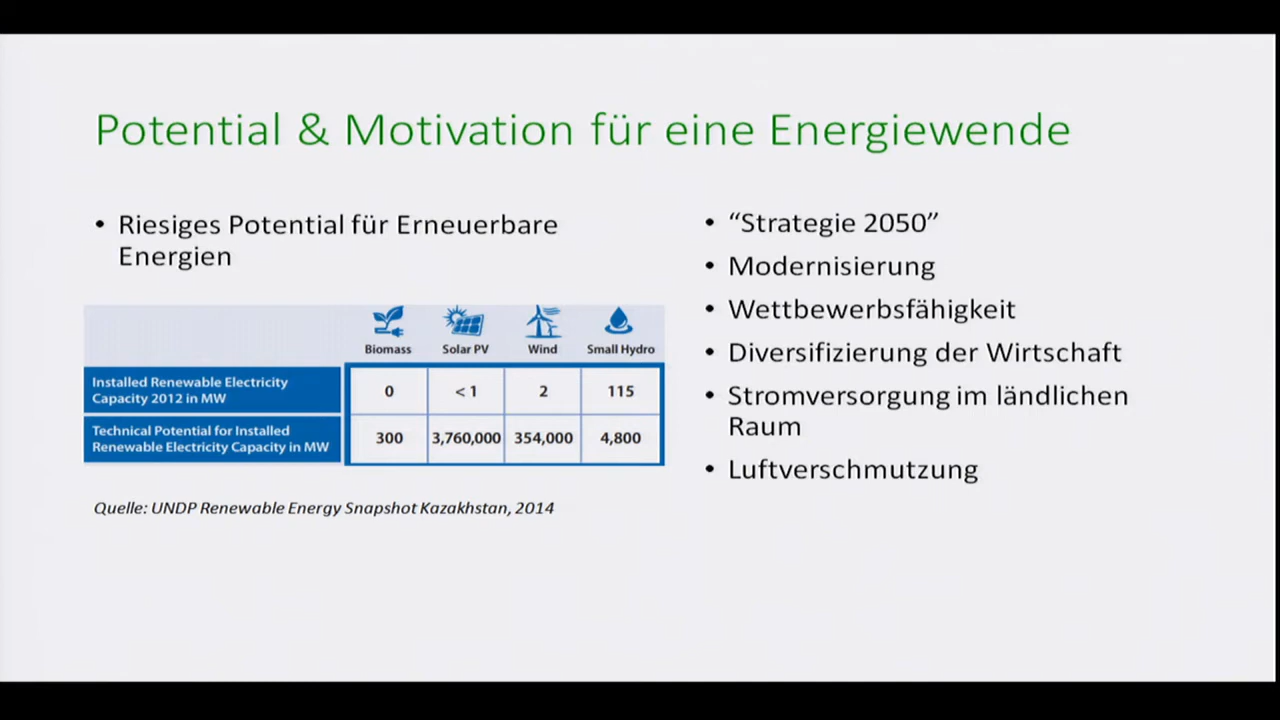 Potential & Motivation für eine Energiewende
• Riesiges Potential für Erneuerbare
Energien
Biomass Solar PV Wind Small Hydro
Installed Renewable Electricity
Capacity 2012 in MW
0 < 1 2 115
Technical Potential for Installed
Renewable Electricity Capacity in MW
300 3,760,000 354,000 4,800
Quelle: UNDP Renewable Energy Snapshot Kazakhstan, 2014
• “Strategie 2050”
• Modernisierung
• Wettbewerbsfähigkeit
• Diversifizierung der Wirtschaft
• Stromversorgung im ländlichen
Raum
• Luftverschmutzung